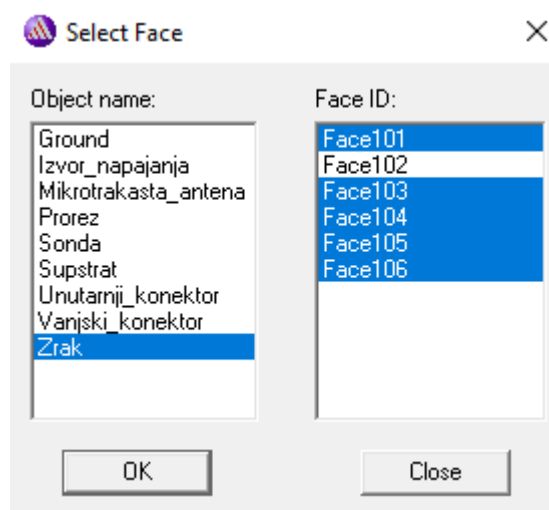 Select Face
Object name:
Ground
Izvor_napajanja
Mikrotrakasta_antena
Prorez
Sonda
Supstrat
Unutarnji_konektor
Vanjski_konektor
Zrak
Face ID:
Face101
Face102
Face103
Face104
Face105
Face106
OK
Close